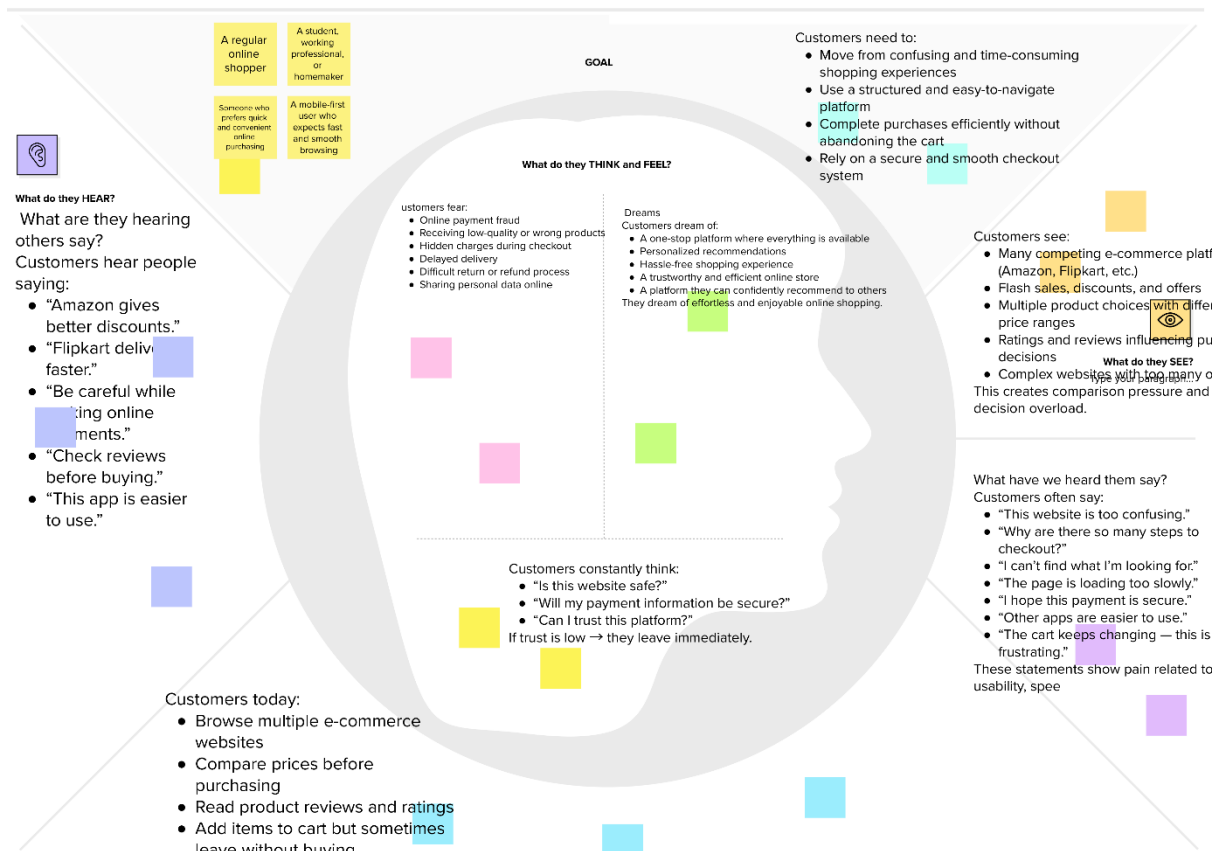 A regular
online
shopper
A student,
working
professional,
or
homemaker
Someone who
prefers quick
and convenient
online
purchasing
A mobile-first
user who
expects fast
and smooth
browsing
GOAL
Customers need to:
● Move from confusing and time-consuming
shopping experiences
● Use a structured and easy-to-navigate
platform
● Complete purchases efficiently without
abandoning the cart
● Rely on a secure and smooth checkout
system
What do they HEAR?
What are they hearing
others say?
Customers hear people
saying:
● “Amazon gives
better discounts.”
● “Flipkart deliv
faster.”
● “Be careful while
king online
ments.”
● “Check reviews
before buying.”
● “This app is easier
to use.”
What do they THINK and FEEL?
ustomers fear:
● Online payment fraud
● Receiving low-quality or wrong products
● Hidden charges during checkout
● Delayed delivery
● Difficult return or refund process
● Sharing personal data online
Dreams
Customers dream of:
● A one-stop platform where everything is available
● Personalized recommendations
● Hassle-free shopping experience
● A trustworthy and efficient online store
● A platform they can confidently recommend to others
They dream of effortless and enjoyable online shopping.
Customers see:
● Many competing e-commerce platf
(Amazon, Flipkart, etc.)
● Flash sales, discounts, and offers
● Multiple product choices with differ
price ranges
● Ratings and reviews influencing pu
decisions
● Complex websites with too many o
This creates comparison pressure and
decision overload.
What do they SEE?
Type your paragraph...
What have we heard them say?
Customers often say:
● “This website is too confusing.”
● “Why are there so many steps to
checkout?”
● “I can’t find what I’m looking for.”
● “The page is loading too slowly.”
● “I hope this payment is secure.”
● “Other apps are easier to use.”
● “The cart keeps changing — this is
frustrating.”
These statements show pain related to
usability, spee
Customers constantly think:
● “Is this website safe?”
● “Will my payment information be secure?”
● “Can I trust this platform?”
If trust is low → they leave immediately.
Customers today:
● Browse multiple e-commerce
websites
● Compare prices before
purchasing
● Read product reviews and ratings
● Add items to cart but sometimes
leave without buying